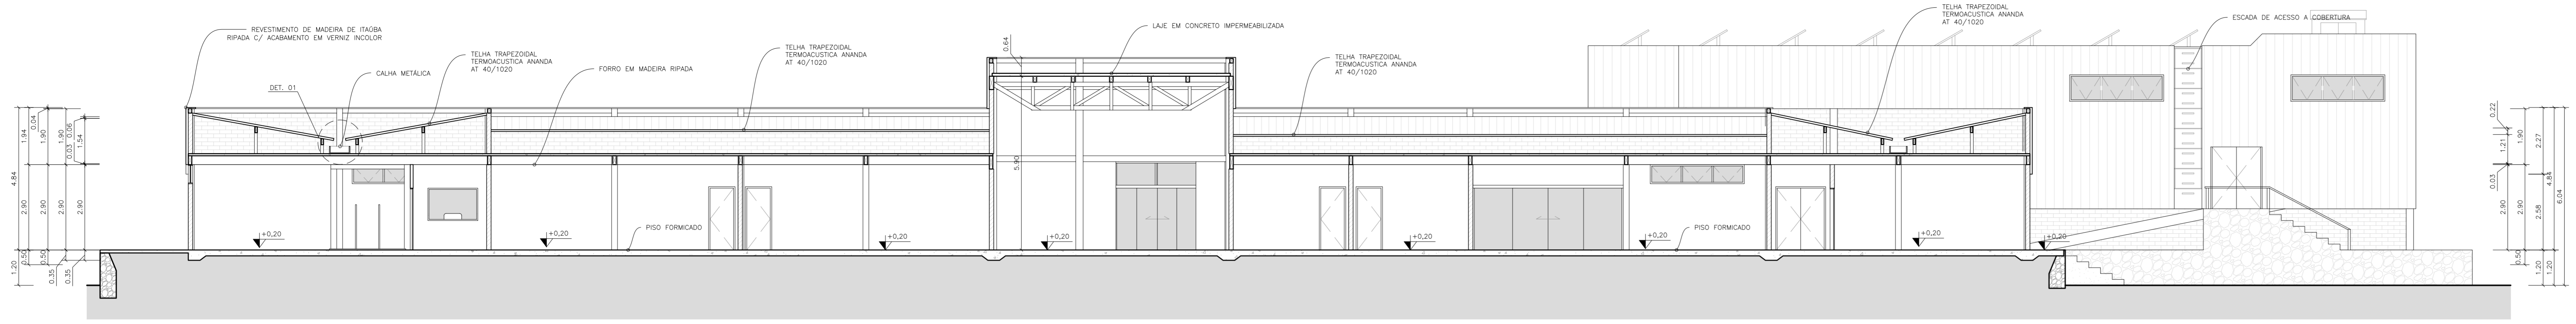 REVESTIMENTO DE MADEIRA DE ITAÚBA
RIPADA C/ ACABAMENTO EM VERNIZ INCOLOR
CALHA METÁLICA
TELHA TRAPEZOIDAL
TERMOACUSTICA ANANDA
AT 40/1020
FORRO EM MADEIRA RIPADA
TELHA TRAPEZOIDAL
TERMOACUSTICA ANANDA
AT 40/1020
0.64
LAJE EM CONCRETO IMPERMEABILIZADA
TELHA TRAPEZOIDAL
TERMOACUSTICA ANANDA
AT 40/1020
TELHA TRAPEZOIDAL
TERMOACUSTICA ANANDA
AT 40/1020
ESCADA DE ACESSO A COBERTURA
DET. 01
4.84
1.20
1.94
2.90
0.50
0.04
1.90
2.90
0.50
0.35
1.90
2.90
0.35
0.06
0.03
1.54
2.90
5.90
PISO FORMICADO
PISO FORMICADO
+0,20
+0,20
+0,20
+0,20
+0,20
+0,20
+0,20
+0,20
0.22
1.21
0.03
2.90
1.90
2.90
0.50
2.27
2.58
1.20
4.84
1.20
6.04